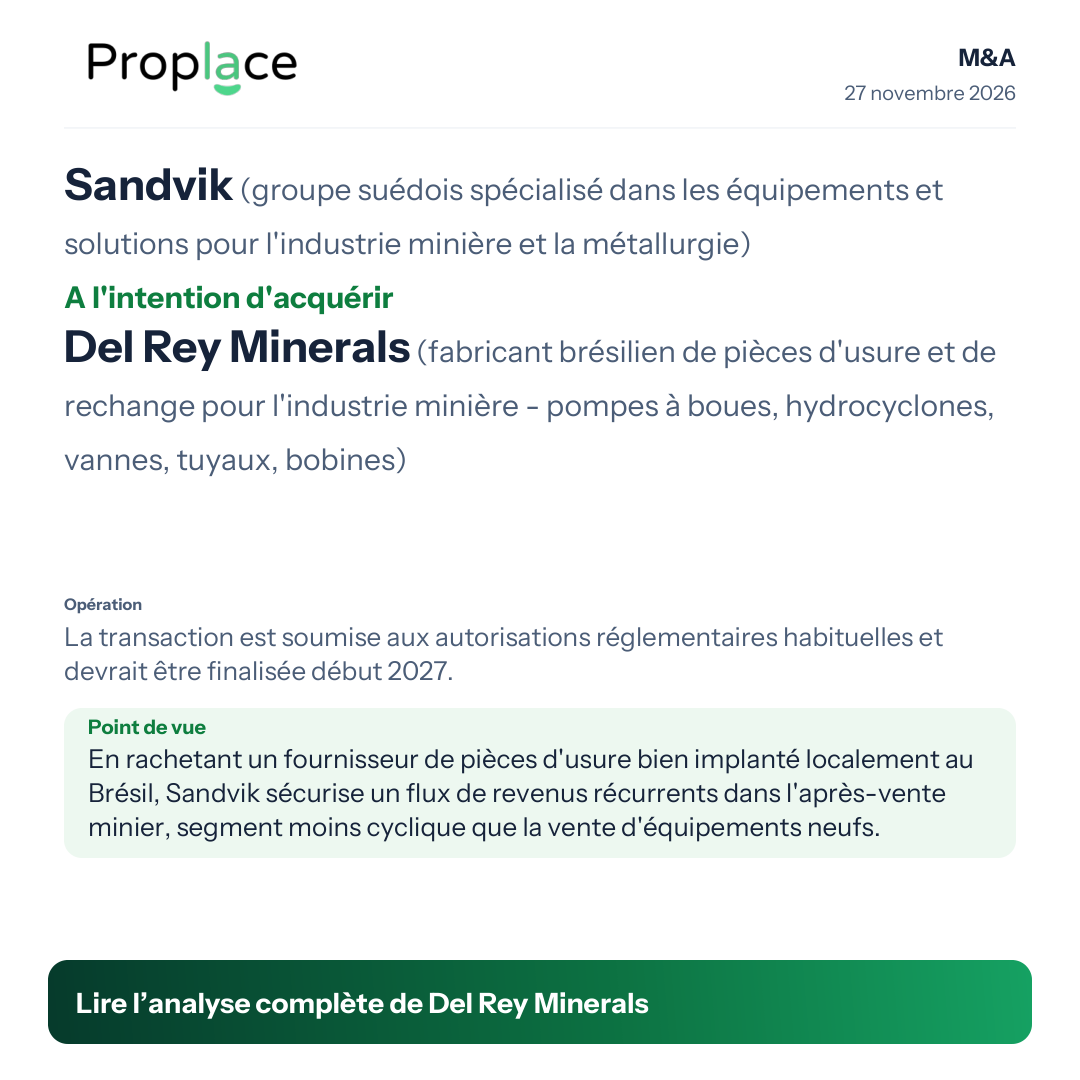 Proplace
M&A
27 novembre 2026
Sandvik (groupe suédois spécialisé dans les équipements et
solutions pour l'industrie minière et la métallurgie)
A l'intention d'acquérir
Del Rey Minerals (fabricant brésilien de pièces d'usure et de
rechange pour l'industrie minière - pompes à boues, hydrocyclones,
vannes, tuyaux, bobines)
Opération
La transaction est soumise aux autorisations réglementaires habituelles et
devrait être finalisée début 2027.
Point de vue
En rachetant un fournisseur de pièces d'usure bien implanté localement au
Brésil, Sandvik sécurise un flux de revenus récurrents dans l'après-vente
minier, segment moins cyclique que la vente d'équipements neufs.
Lire l’analyse complète de Del Rey Minerals